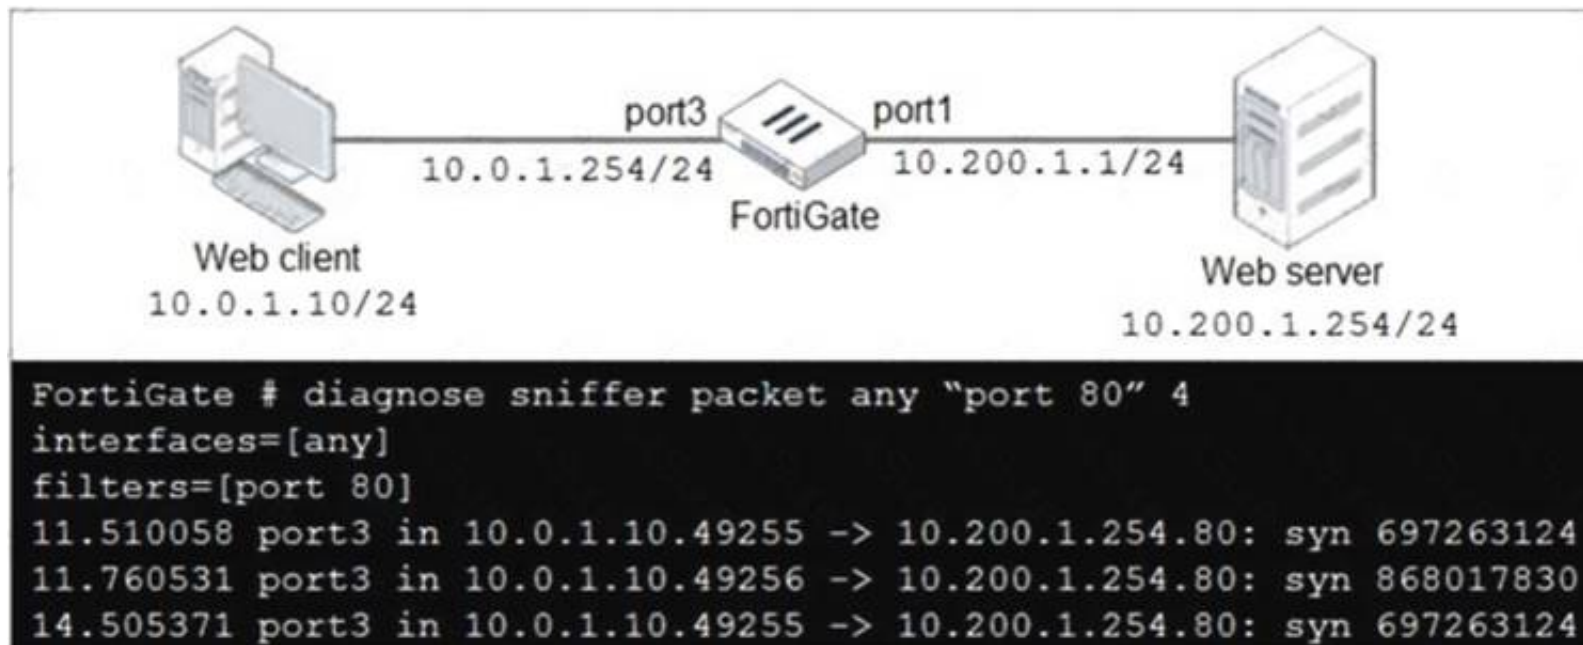 port3
port1
10.0.1.254/24
10.200.1.1/24
FortiGate
Web client
10.0.1.10/24
Web server
10.200.1.254/24
FortiGate # diagnose sniffer packet any “port 80” 4
interfaces=[any]
filters=[port 80]
11.510058 port3 in 10.0.1.10.49255 -> 10.200.1.254.80: syn 697263124
11.760531 port3 in 10.0.1.10.49256 -> 10.200.1.254.80: syn 868017830
14.505371 port3 in 10.0.1.10.49255 -> 10.200.1.254.80: syn 697263124